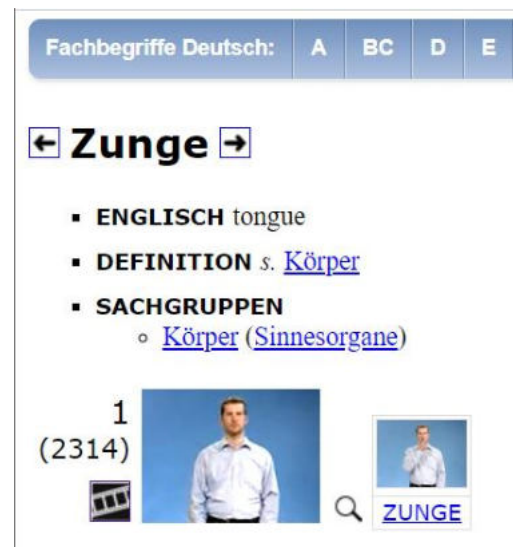 Fachbegriffe Deutsch: A BC D E
Zunge
ENGLISCH tongue
DEFINITION s. Körper
SACHGRUPPEN
Körper (Sinnesorgane)
1
(2314)
ZUNGE